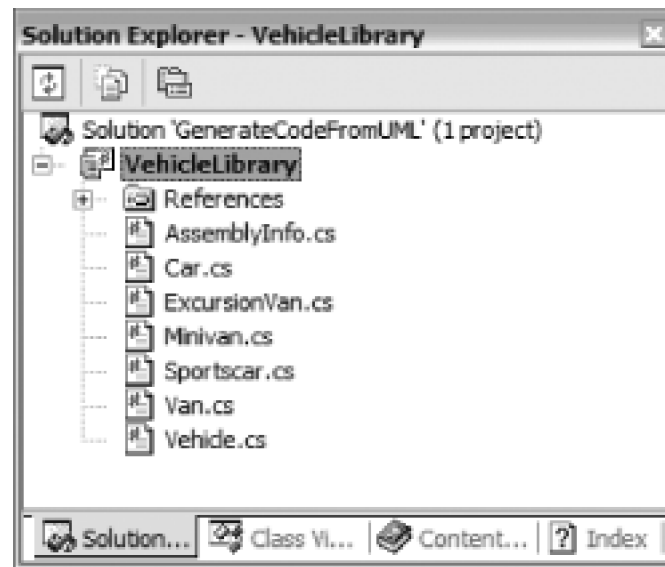 Solution Explorer - VehicleLibrary
Solution 'GenerateCodeFromUML' (1 project)
VehicleLibrary
References
AssemblyInfo.cs
Car.cs
ExcursionVan.cs
Minivan.cs
Sportscar.cs
Van.cs
Vehicle.cs
Solution... Class Vi... Content... Index